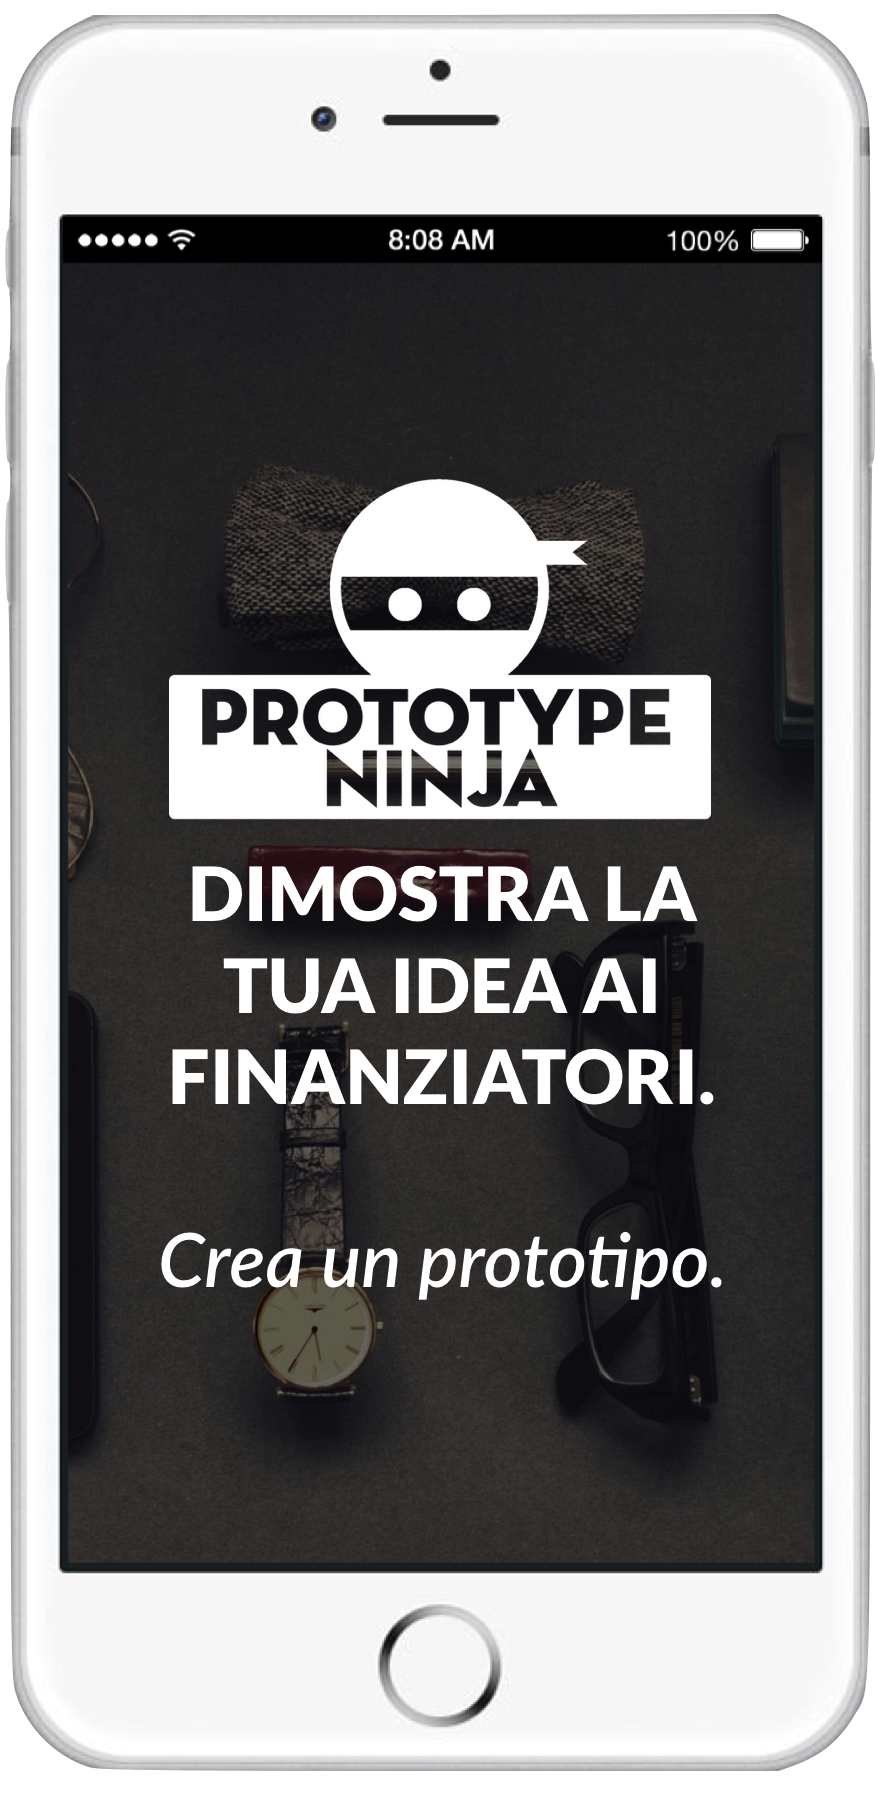 8:08 AM 100%
PROTOTYPE
NINJA
DIMOSTRA LA
TUA IDEA AI
FINANZIATORI.
Crea un prototipo.